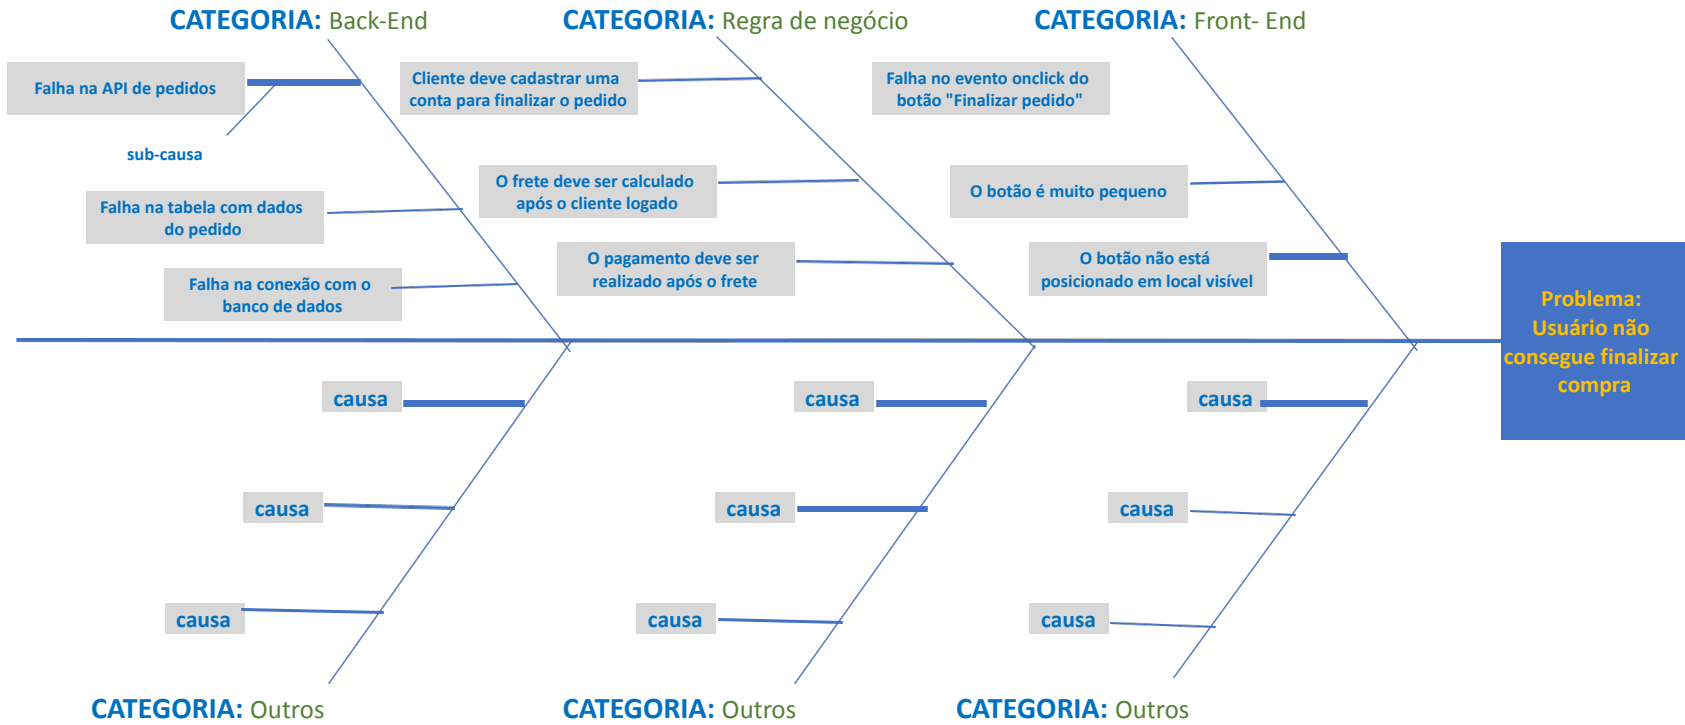 CATEGORIA: Back-End
CATEGORIA: Regra de negócio
CATEGORIA: Front- End
Falha na API de pedidos
sub-causa
Falha na tabela com dados
do pedido
Falha na conexão com o
banco de dados
Cliente deve cadastrar uma
conta para finalizar o pedido
O frete deve ser calculado
após o cliente logado
O pagamento deve ser
realizado após o frete
Falha no evento onclick do
botão "Finalizar pedido"
O botão é muito pequeno
O botão não está
posicionado em local visível
Problema:
Usuário não
consegue finalizar
compra
causa
causa
causa
causa
causa
causa
causa
causa
causa
CATEGORIA: Outros
CATEGORIA: Outros
CATEGORIA: Outros